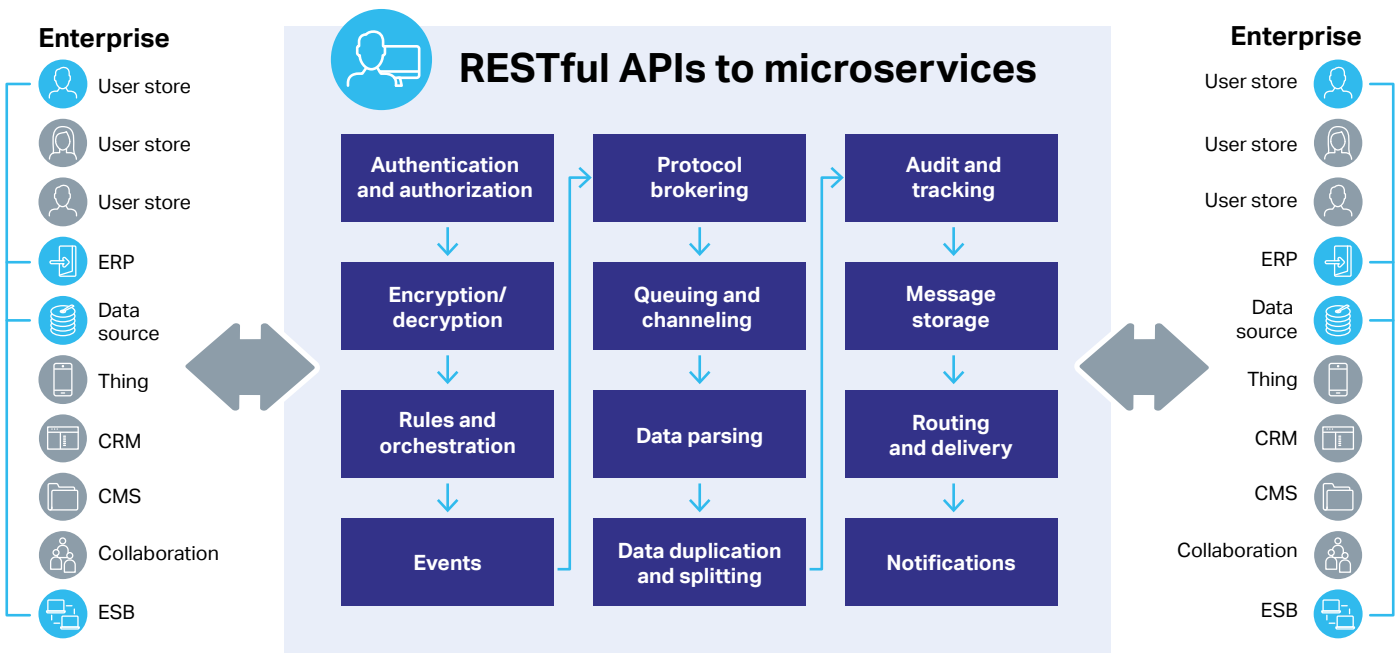 Enterprise
User store
User store
User store
ERP
Data
source
Thing
CRM
CMS
Collaboration
ESB
RESTful APIs to microservices
Authentication
and authorization
Encryption/
decryption
Rules and
orchestration
Events
Protocol
brokering
Queuing and
channeling
Data parsing
Data duplication
and splitting
Audit and
tracking
Message
storage
Routing
and delivery
Notifications
Enterprise
User store
User store
User store
ERP
Data
source
Thing
CRM
CMS
Collaboration
ESB